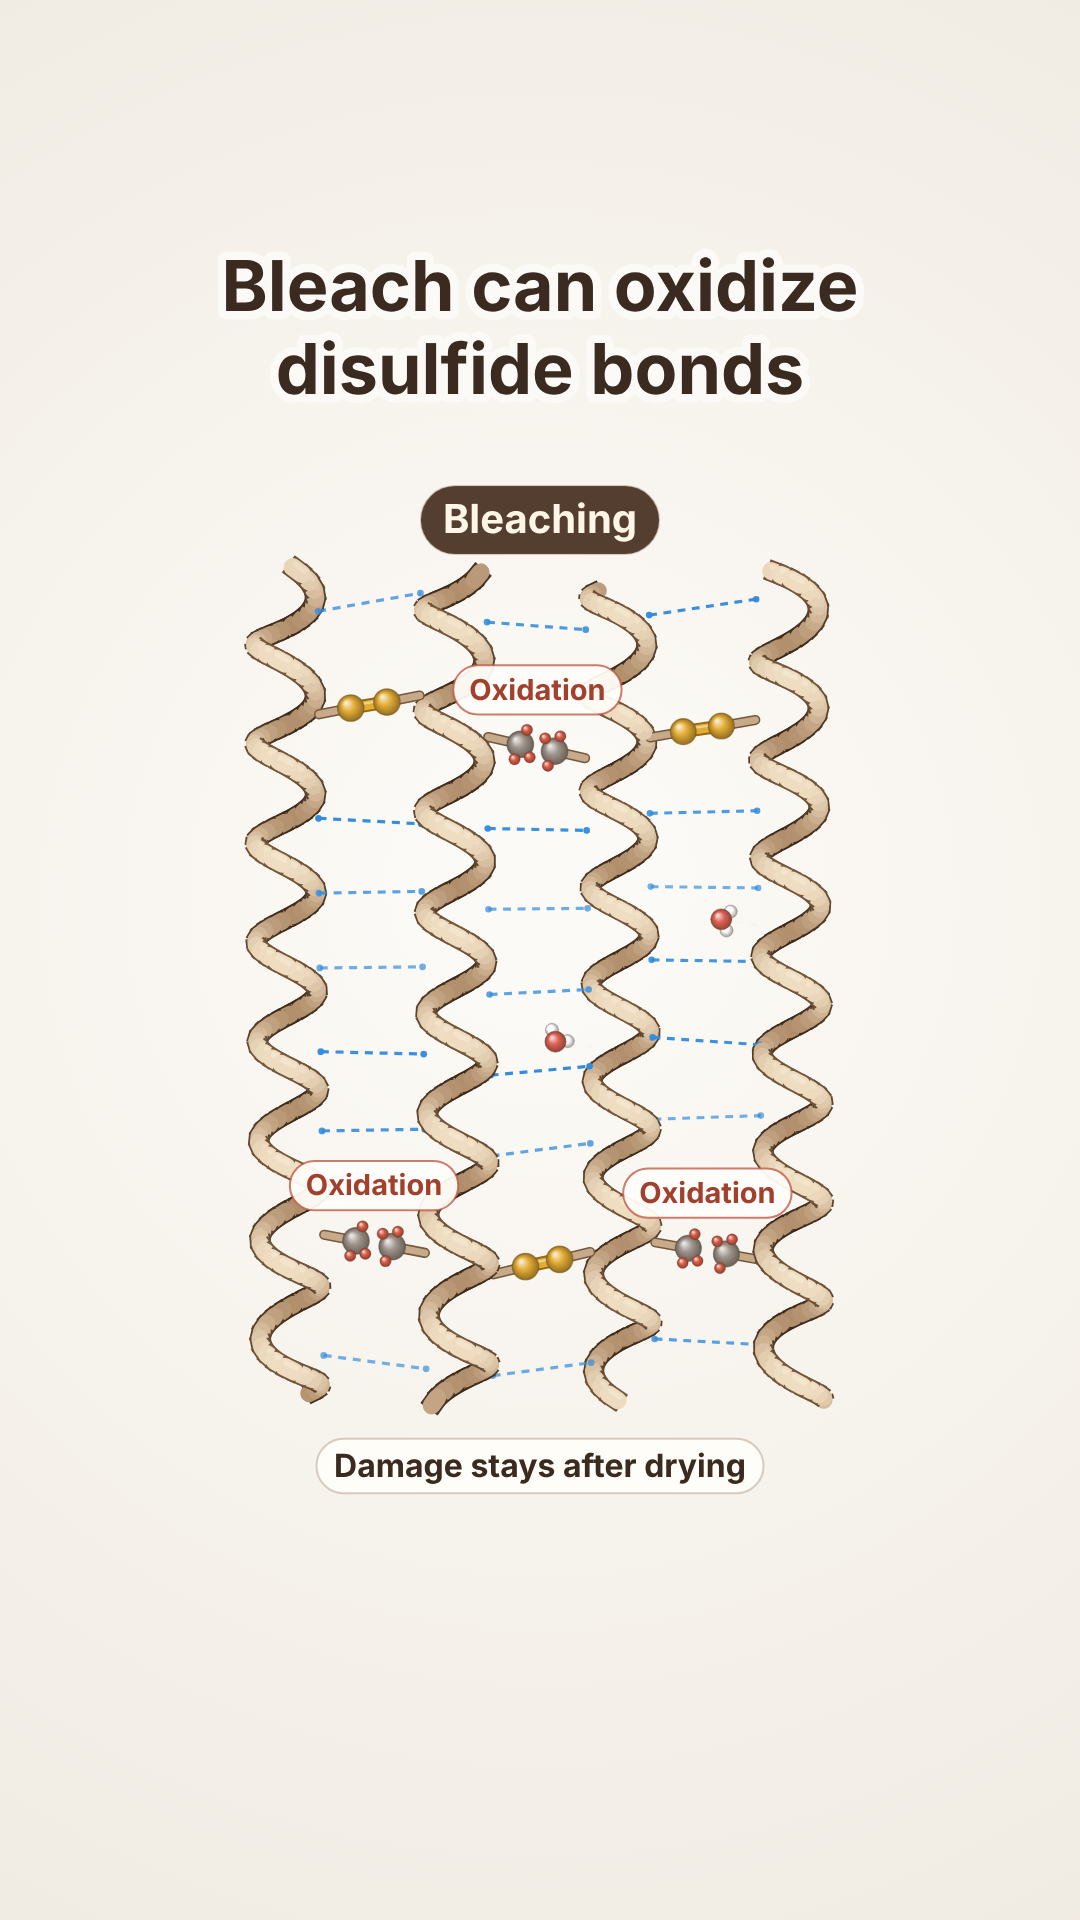 Bleach can oxidize
disulfide bonds
Bleaching
Oxidation
Oxidation
Oxidation
Damage stays after drying